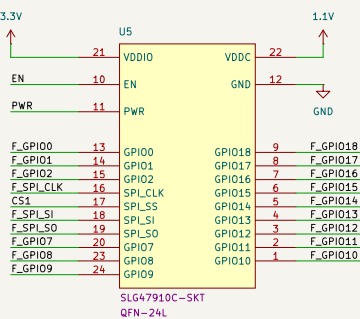 3.3V 1.1V
U5
21 VDDIO VDDC 22
EN 10 EN GND 12
PWR 11 PWR GND
F_GPIO0 13 GPIO0 GPIO18 9 F_GPIO18
F_GPIO1 14 GPIO1 GPIO17 8 F_GPIO17
F_GPIO2 15 GPIO2 GPIO16 7 F_GPIO16
F_SPI_CLK 16 SPI_CLK GPIO15 6 F_GPIO15
CS1 17 SPI_SS GPIO14 5 F_GPIO14
F_SPI_SI 18 SPI_SI GPIO13 4 F_GPIO13
F_SPI_SO 19 SPI_SO GPIO12 3 F_GPIO12
F_GPIO7 20 GPIO7 GPIO11 2 F_GPIO11
F_GPIO8 23 GPIO8 GPIO10 1 F_GPIO10
F_GPIO9 24 GPIO9
SLG47910C-SKT
QFN-24L